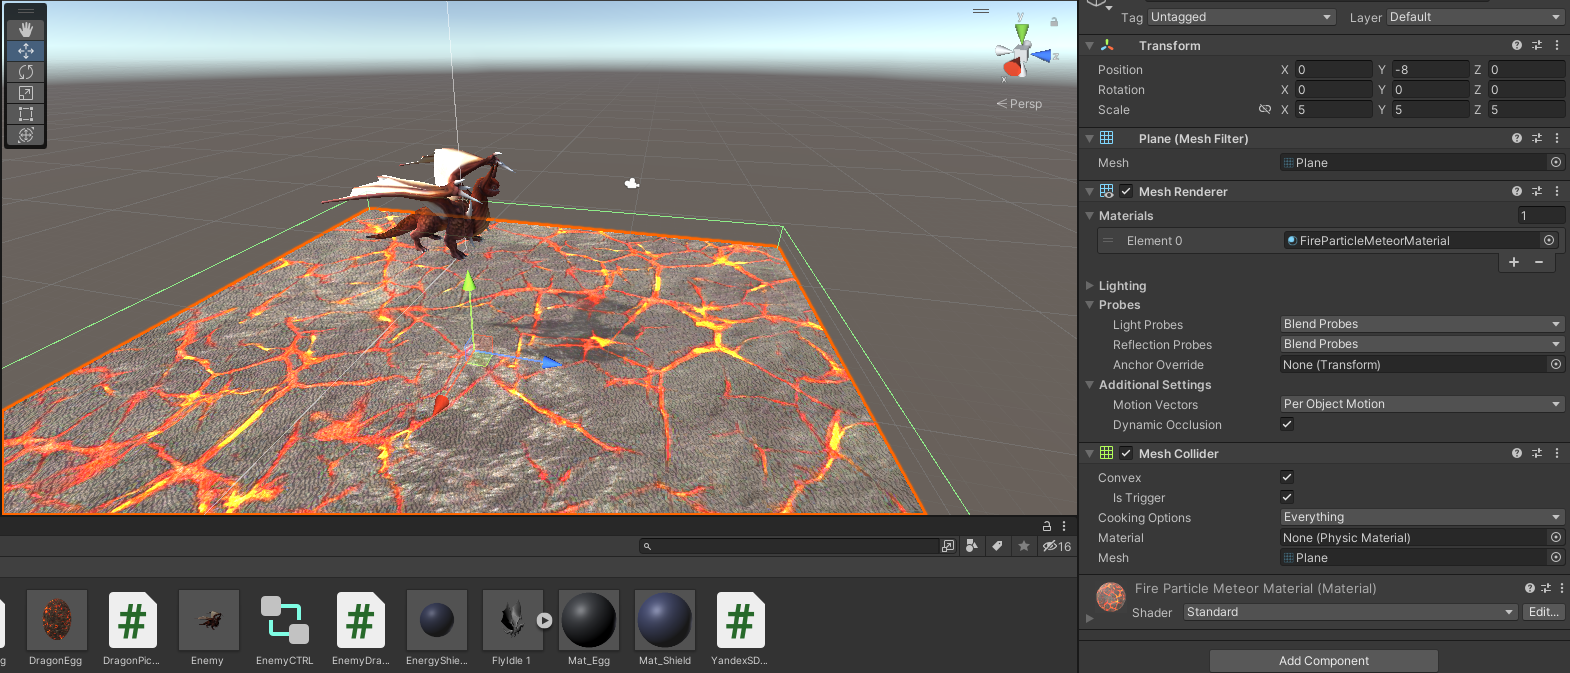 Tag Untagged Layer Default
Transform
Position X 0 Y -8 Z 0
Rotation X 0 Y 0 Z 0
Scale X 5 Y 5 Z 5
Plane (Mesh Filter)
Mesh Plane
Mesh Renderer
Materials 1
Element 0 FireParticleMeteorMaterial
+ −
Lighting
Probes
Light Probes Blend Probes
Reflection Probes Blend Probes
Anchor Override None (Transform)
Additional Settings
Motion Vectors Per Object Motion
Dynamic Occlusion
Mesh Collider
Convex
Is Trigger
Cooking Options Everything
Material None (Physic Material)
Mesh Plane
Fire Particle Meteor Material (Material)
Shader Standard Edit...
Add Component
y
z
x
< Persp
16
g
DragonEgg
DragonPic...
Enemy
EnemyCTRL
EnemyDra...
EnergyShie...
FlyIdle 1
Mat_Egg
Mat_Shield
YandexSD...